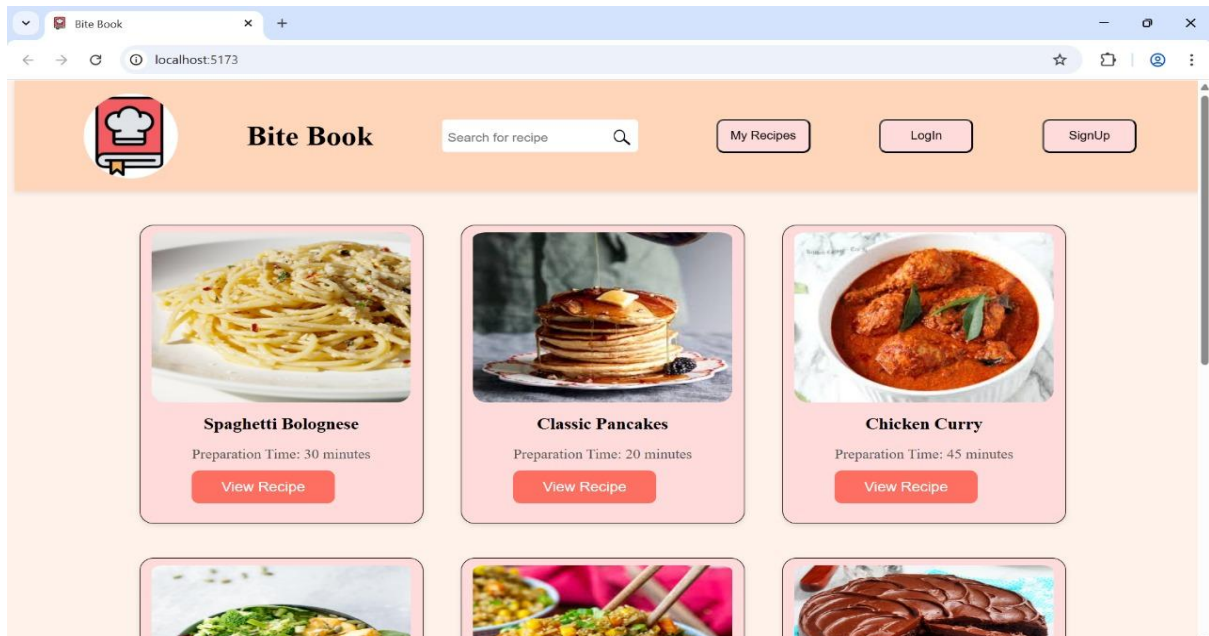 Bite Book
localhost:5173
Bite Book
Search for recipe
My Recipes
LogIn
SignUp
Spaghetti Bolognese
Classic Pancakes
Chicken Curry
Preparation Time: 30 minutes
Preparation Time: 20 minutes
Preparation Time: 45 minutes
View Recipe
View Recipe
View Recipe